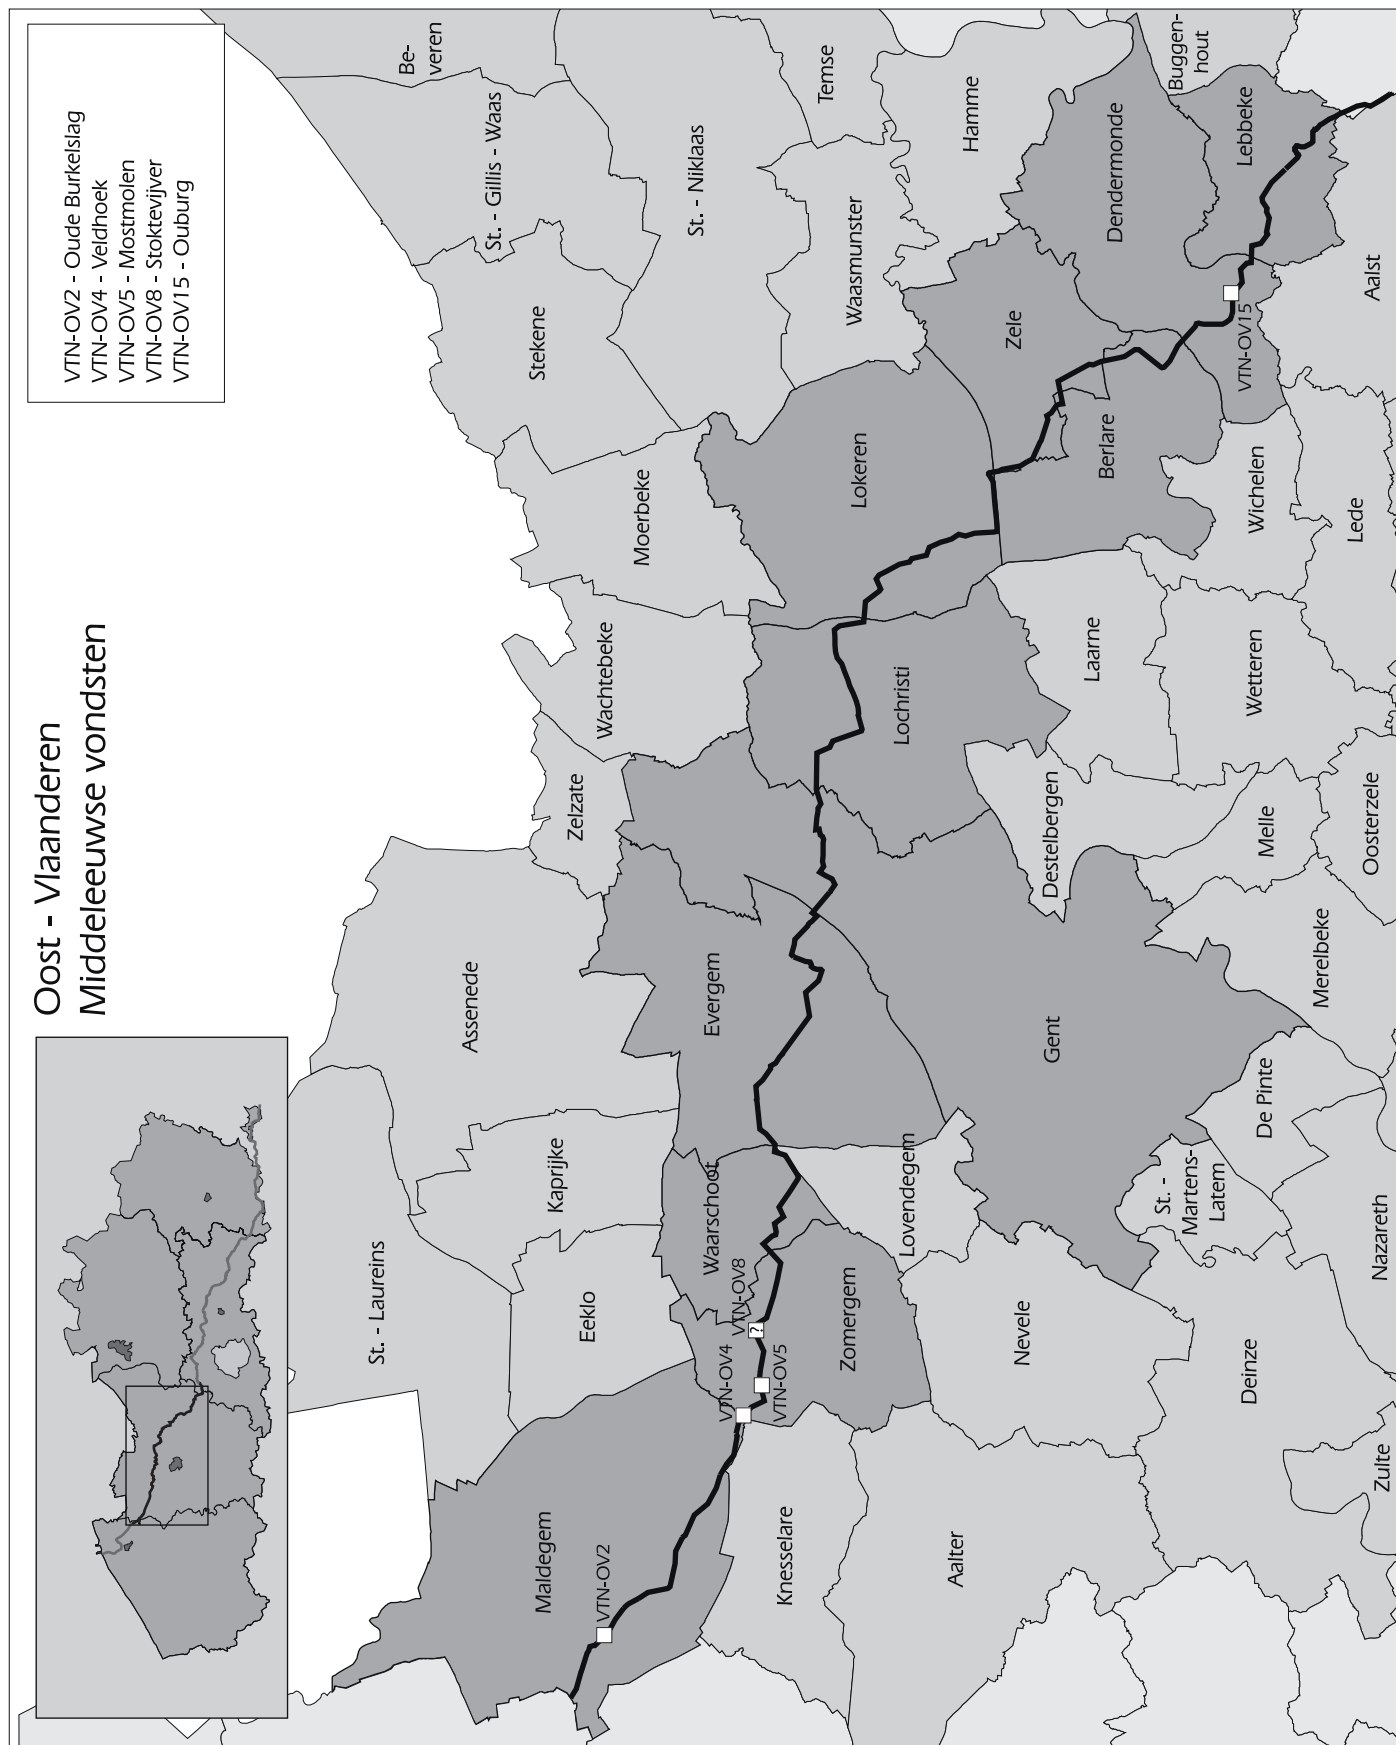 Oost - Vlaanderen
Middeleeuwse vondsten
VTN-OV2 - Oude Burkelslag
VTN-OV4 - Veldhoek
VTN-OV5 - Mostmolen
VTN-OV8 - Stoktevijver
VTN-OV15 - Ouburg
Be-
veren
St. - Gillis - Waas
Stekene
St. - Niklaas
Temse
Moerbeke
Wachtebeke
Zelzate
Assenede
St. - Laureins
Kaprijke
Eeklo
Maldegem
VTN-OV2
Waarschoot
VTN-OV8
?
VTN-OV4
VTN-OV5
Evergem
Lokeren
Waasmunster
Hamme
Lochristi
Zele
Dendermonde
Buggen-
hout
Lebbeke
Berlare
VTN-OV15
Aalst
Wichelen
Lede
Laarne
Wetteren
Destelbergen
Melle
Oosterzele
Merelbeke
Gent
De Pinte
St. -
Martens-
Latem
Nazareth
Lovendegem
Zomergem
Nevele
Deinze
Zulte
Knesselare
Aalter